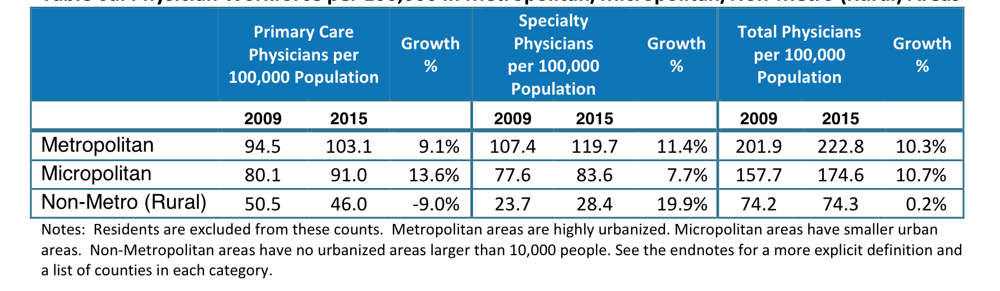 Primary Care
Physicians per
100,000 Population
Growth
%
Specialty
Physicians
per 100,000
Population
Growth
%
Total Physicians
per 100,000
Population
Growth
%
2009 2015 2009 2015 2009 2015
Metropolitan 94.5 103.1 9.1% 107.4 119.7 11.4% 201.9 222.8 10.3%
Micropolitan 80.1 91.0 13.6% 77.6 83.6 7.7% 157.7 174.6 10.7%
Non-Metro (Rural) 50.5 46.0 -9.0% 23.7 28.4 19.9% 74.2 74.3 0.2%
Notes:  Residents are excluded from these counts.  Metropolitan areas are highly urbanized. Micropolitan areas have smaller urban
areas.  Non-Metropolitan areas have no urbanized areas larger than 10,000 people. See the endnotes for a more explicit definition and
a list of counties in each category.